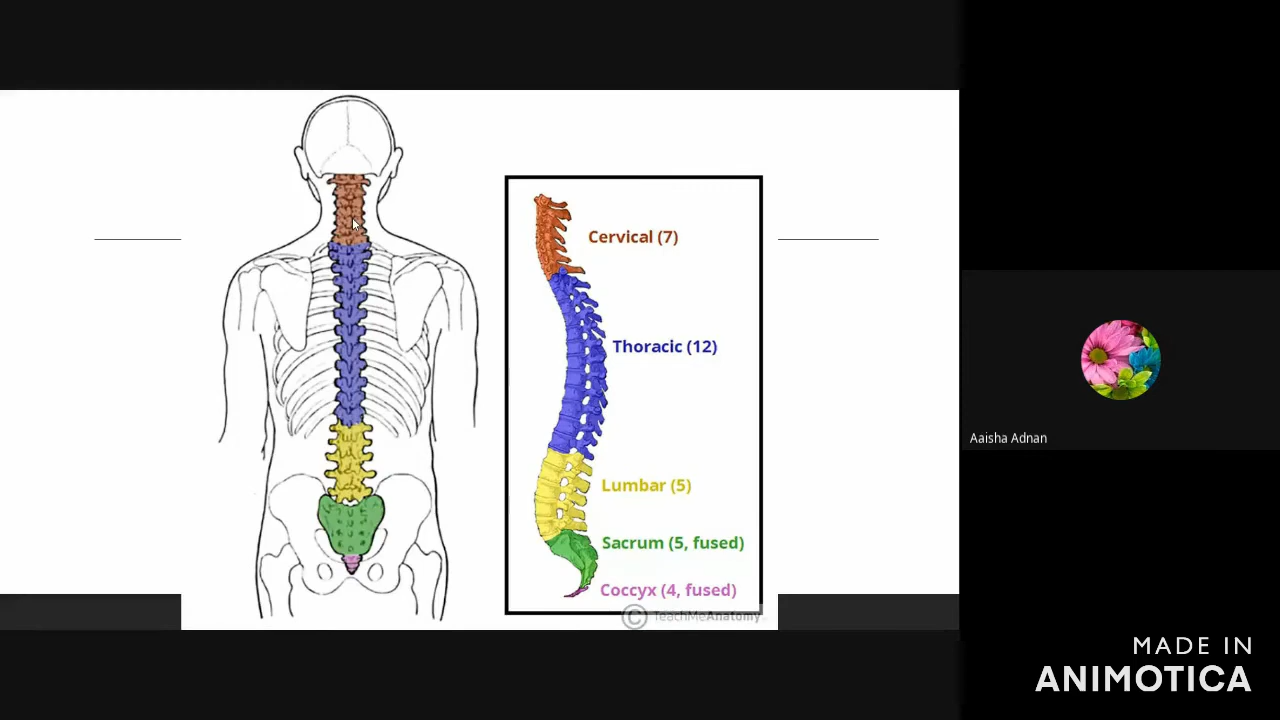 Cervical (7)
Thoracic (12)
Lumbar (5)
Sacrum (5, fused)
Coccyx (4, fused)
© TeachMeAnatomy
Aaisha Adnan
MADE IN
ANIMOTICA